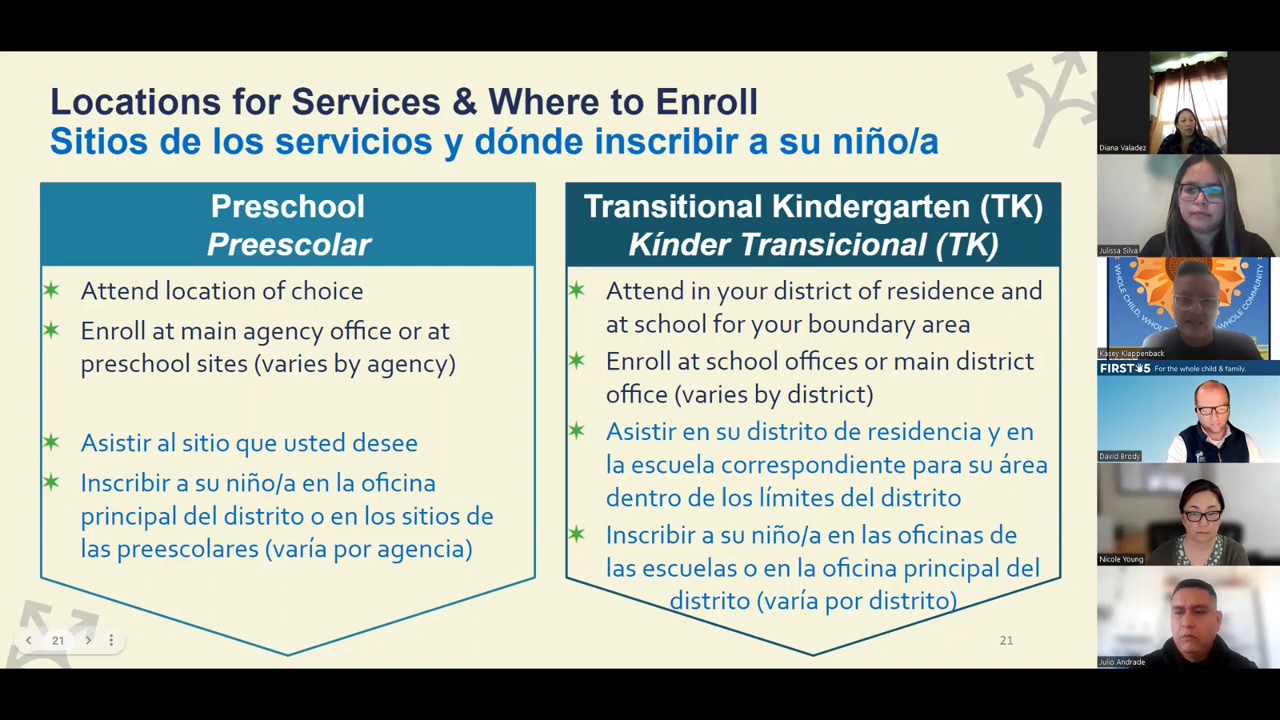 Locations for Services & Where to Enroll
Sitios de los servicios y dónde inscribir a su niño/a
Preschool
Preescolar
Attend location of choice
Enroll at main agency office or at
preschool sites (varies by agency)
Asistir al sitio que usted desee
Inscribir a su niño/a en la oficina
principal del distrito o en los sitios de
las preescolares (varía por agencia)
Transitional Kindergarten (TK)
Kínder Transicional (TK)
Attend in your district of residence and
at school for your boundary area
Enroll at school offices or main district
office (varies by district)
Asistir en su distrito de residencia y en
la escuela correspondiente para su área
dentro de los límites del distrito
Inscribir a su niño/a en las oficinas de
las escuelas o en la oficina principal del
distrito (varía por distrito)
21
21
Diana Valadez
Julissa Silva
WHOLE CHILD, WHOLE COMMUNITY
Kasey Klappenback
FIRST 5 For the whole child & family.
David Brody
Nicole Young
Julio Andrade